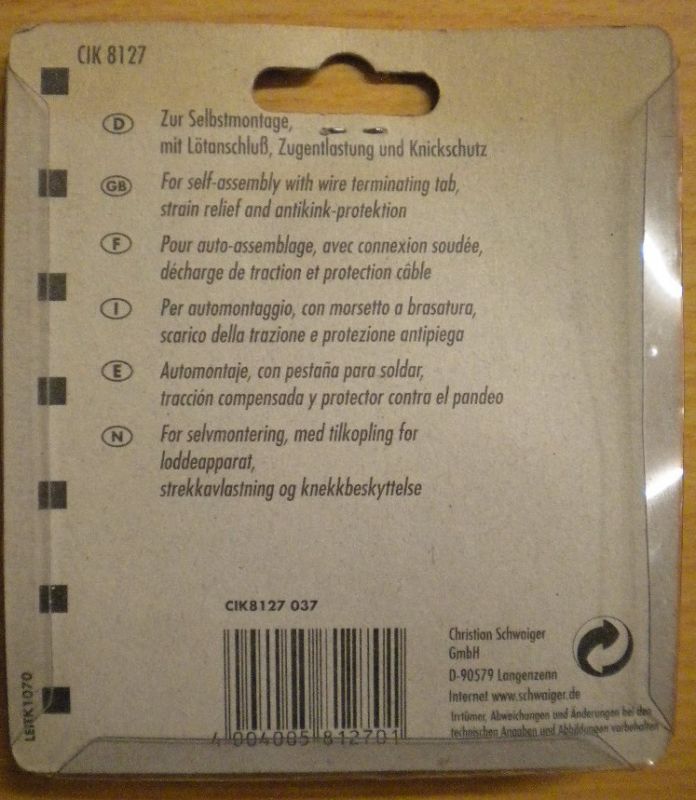 CIK 8127
D Zur Selbstmontage,
mit Lötanschluß, Zugentlastung und Knickschutz
GB For self-assembly with wire terminating tab,
strain relief and antikink-protektion
F Pour auto-assemblage, avec connexion soudée,
décharge de traction et protection câble
I Per automontaggio, con morsetto a brasatura,
scarico della trazione e protezione antipiega
E Automontaje, con pestaña para soldar,
tracción compensada y protector contra el pandeo
N For selvmontering, med tilkopling for
loddeapparat,
strekkavlastning og knekkbeskyttelse
CIK8127 037
4 004005 812701
Christian Schwaiger
GmbH
D-90579 Langenzenn
Internet www.schwaiger.de
Irrtümer, Abweichungen und Änderungen bei den
technischen Angaben und Abbildungen vorbehalten